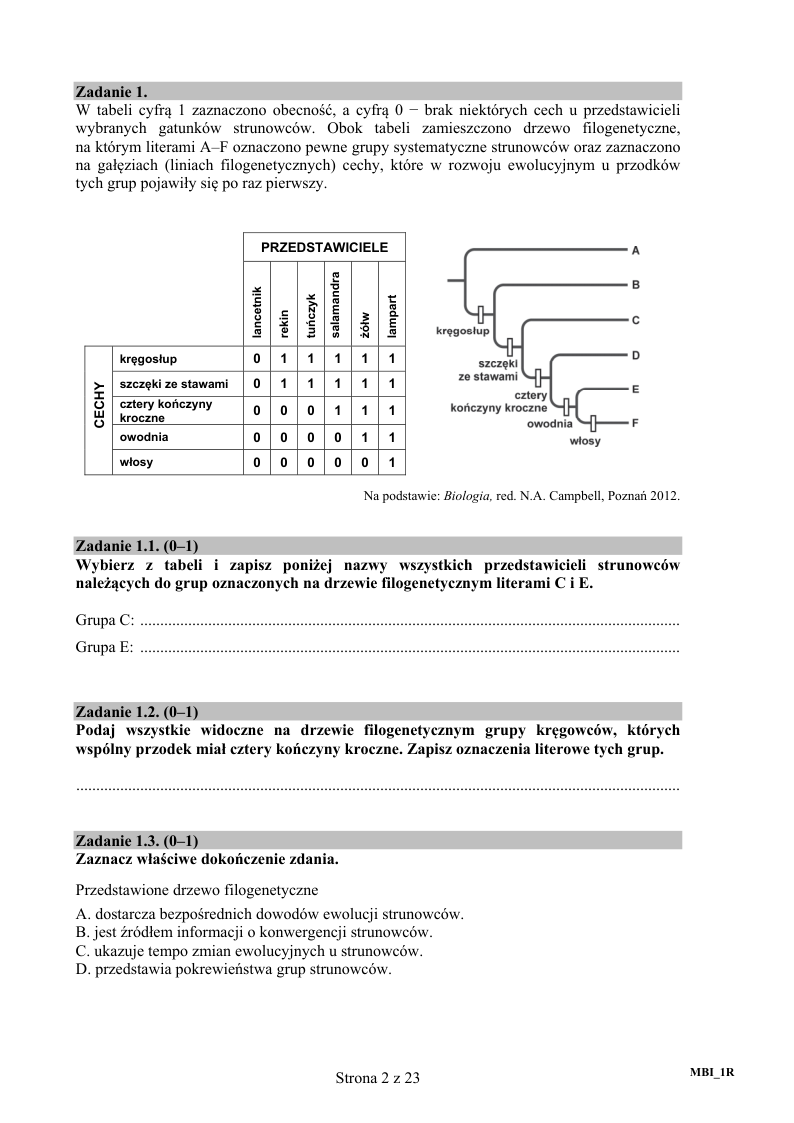 Zadanie 1.
W tabeli cyfrą 1 zaznaczono obecność, a cyfrą 0 − brak niektórych cech u przedstawicieli
wybranych gatunków strunowców. Obok tabeli zamieszczono drzewo filogenetyczne,
na którym literami A–F oznaczono pewne grupy systematyczne strunowców oraz zaznaczono
na gałęziach (liniach filogenetycznych) cechy, które w rozwoju ewolucyjnym u przodków
tych grup pojawiły się po raz pierwszy.
PRZEDSTAWICIELE
lancetnik
rekin
tuńczyk
salamandra
żółw
lampart
CECHY
kręgosłup 0 1 1 1 1 1
szczęki ze stawami 0 1 1 1 1 1
cztery kończyny
kroczne 0 0 0 1 1 1
owodnia 0 0 0 0 1 1
włosy 0 0 0 0 0 1
A
B
kręgosłup
C
szczęki
ze stawami
D
cztery
kończyny kroczne
E
owodnia
F
włosy
Na podstawie: Biologia, red. N.A. Campbell, Poznań 2012.
Zadanie 1.1. (0–1)
Wybierz z tabeli i zapisz poniżej nazwy wszystkich przedstawicieli strunowców
należących do grup oznaczonych na drzewie filogenetycznym literami C i E.
Grupa C: ......................................................................................................................................
Grupa E: ......................................................................................................................................
Zadanie 1.2. (0–1)
Podaj wszystkie widoczne na drzewie filogenetycznym grupy kręgowców, których
wspólny przodek miał cztery kończyny kroczne. Zapisz oznaczenia literowe tych grup.
......................................................................................................................................................
Zadanie 1.3. (0–1)
Zaznacz właściwe dokończenie zdania.
Przedstawione drzewo filogenetyczne
A. dostarcza bezpośrednich dowodów ewolucji strunowców.
B. jest źródłem informacji o konwergencji strunowców.
C. ukazuje tempo zmian ewolucyjnych u strunowców.
D. przedstawia pokrewieństwa grup strunowców.
Strona 2 z 23
MBI_1R